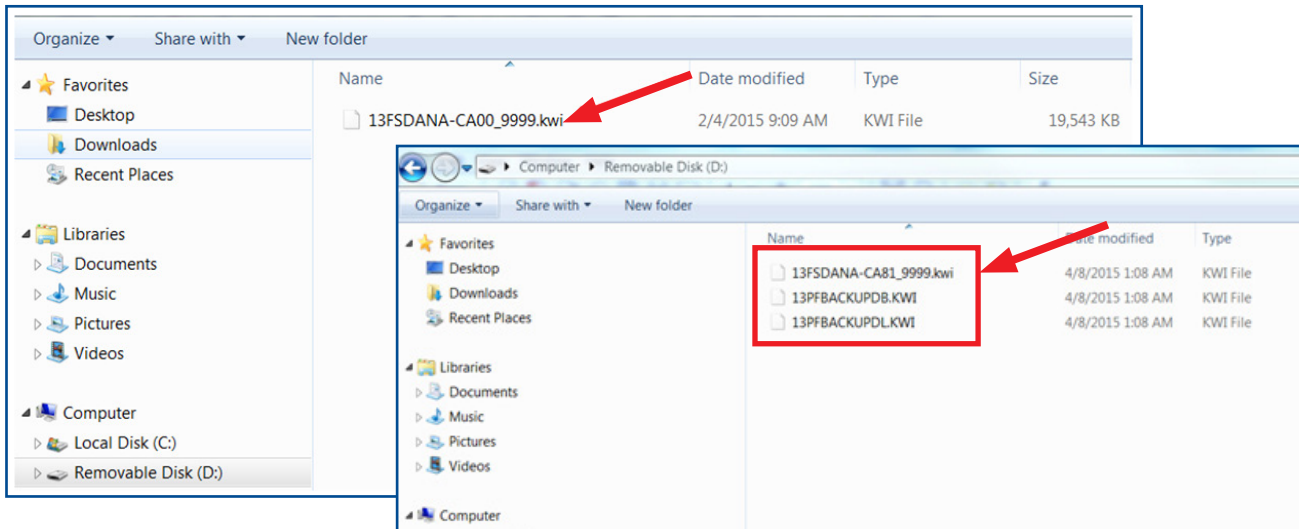 Organize Share with New folder
Favorites
Desktop
Downloads
Recent Places
Libraries
Documents
Music
Pictures
Videos
Computer
Local Disk (C:)
Removable Disk (D:)
Name Date modified Type Size
13FSDANA-CA00_9999.kwi 2/4/2015 9:09 AM KWI File 19,543 KB
Computer Removable Disk (D:)
Organize Share with New folder
Favorites
Desktop
Downloads
Recent Places
Libraries
Documents
Music
Pictures
Videos
Computer
Name Date modified Type
13FSDANA-CA81_9999.kwi 4/8/2015 1:08 AM KWI File
13PFBACKUPDB.KWI 4/8/2015 1:08 AM KWI File
13PFBACKUPDL.KWI 4/8/2015 1:08 AM KWI File